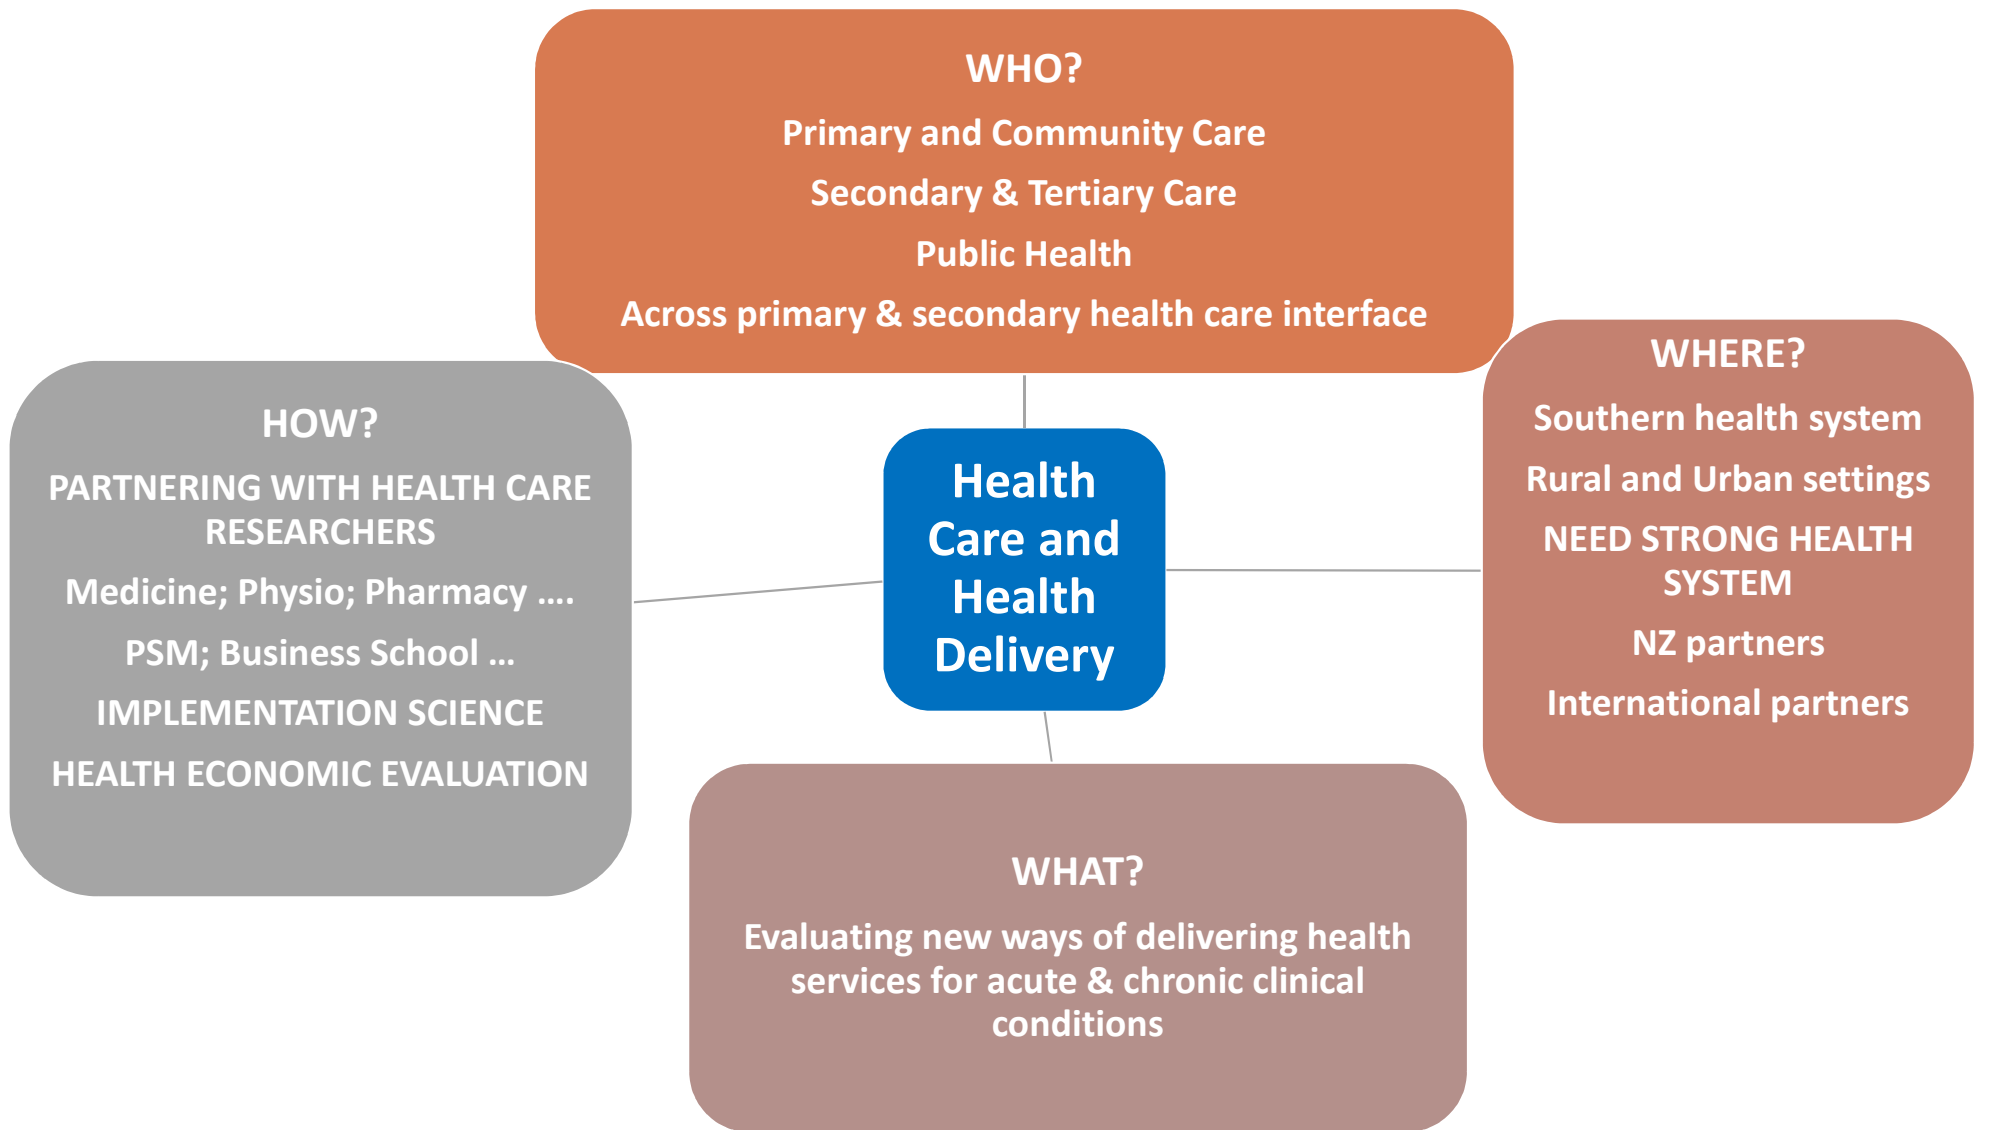 WHO?
Primary and Community Care
Secondary & Tertiary Care
Public Health
Across primary & secondary health care interface
HOW?
PARTNERING WITH HEALTH CARE
RESEARCHERS
Medicine; Physio; Pharmacy ....
PSM; Business School ...
IMPLEMENTATION SCIENCE
HEALTH ECONOMIC EVALUATION
Health
Care and
Health
Delivery
WHERE?
Southern health system
Rural and Urban settings
NEED STRONG HEALTH
SYSTEM
NZ partners
International partners
WHAT?
Evaluating new ways of delivering health
services for acute & chronic clinical
conditions